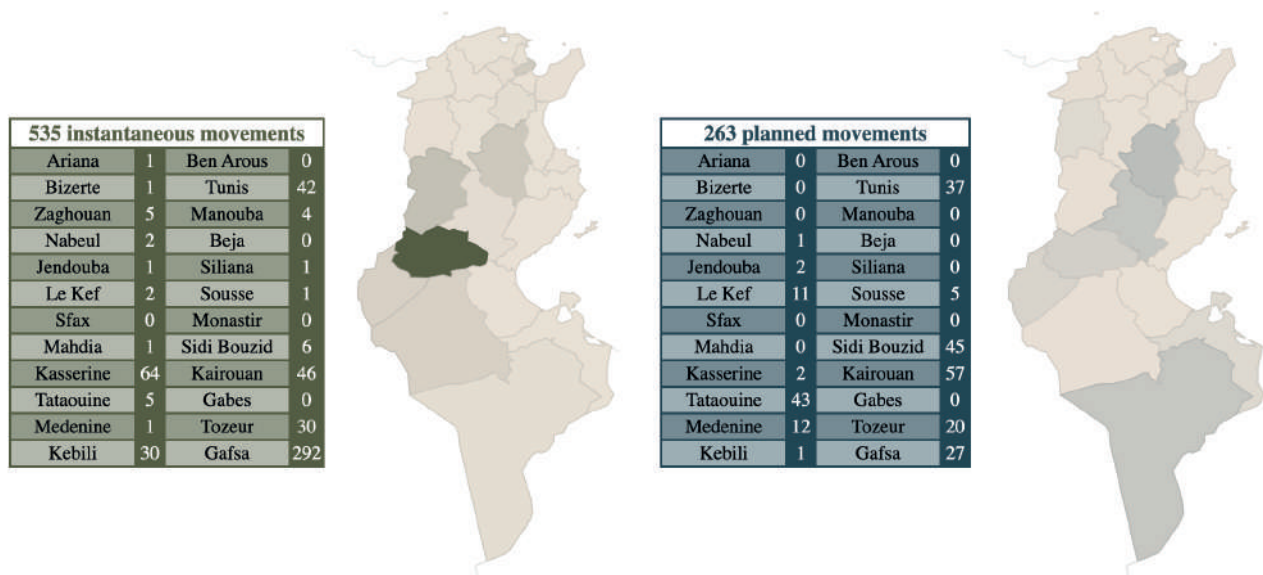 535 instantaneous movements
Ariana 1 Ben Arous 0
Bizerte 1 Tunis 42
Zaghouan 5 Manouba 4
Nabeul 2 Beja 0
Jendouba 1 Siliana 1
Le Kef 2 Sousse 1
Sfax 0 Monastir 0
Mahdia 1 Sidi Bouzid 6
Kasserine 64 Kairouan 46
Tataouine 5 Gabes 0
Medenine 1 Tozeur 30
Kebili 30 Gafsa 292
263 planned movements
Ariana 0 Ben Arous 0
Bizerte 0 Tunis 37
Zaghouan 0 Manouba 0
Nabeul 1 Beja 0
Jendouba 2 Siliana 0
Le Kef 11 Sousse 5
Sfax 0 Monastir 0
Mahdia 0 Sidi Bouzid 45
Kasserine 2 Kairouan 57
Tataouine 43 Gabes 0
Medenine 12 Tozeur 20
Kebili 1 Gafsa 27